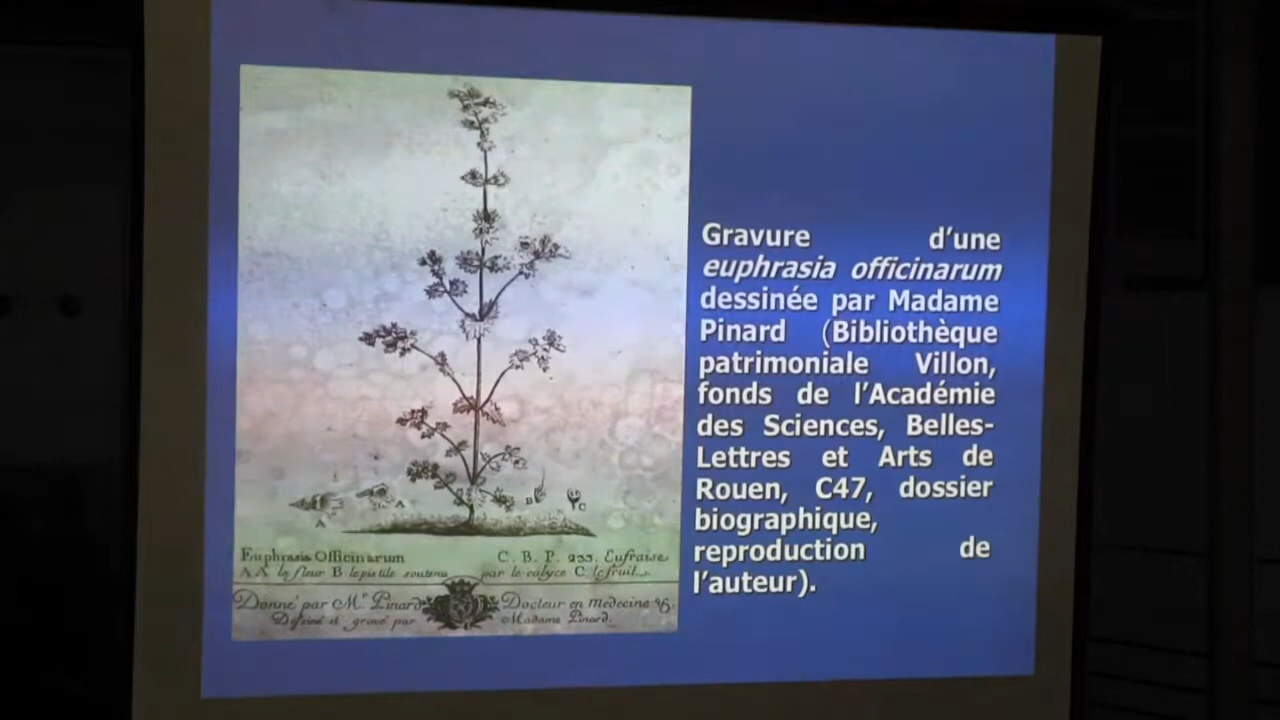 Gravure d'une
euphrasia officinarum
dessinée par Madame
Pinard (Bibliothèque
patrimoniale Villon,
fonds de l'Académie
des Sciences, Belles-
Lettres et Arts de
Rouen, C47, dossier
biographique,
reproduction de
l'auteur).
A
A
B
C
Euphrasia Officinarum C. B. P. 233. Eufraise
A A la fleur B le pistile soutenu par le calyce C le fruit.
Donné par Mr. Pinard Docteur en medecine
Dessiné et gravé par Madame Pinard.